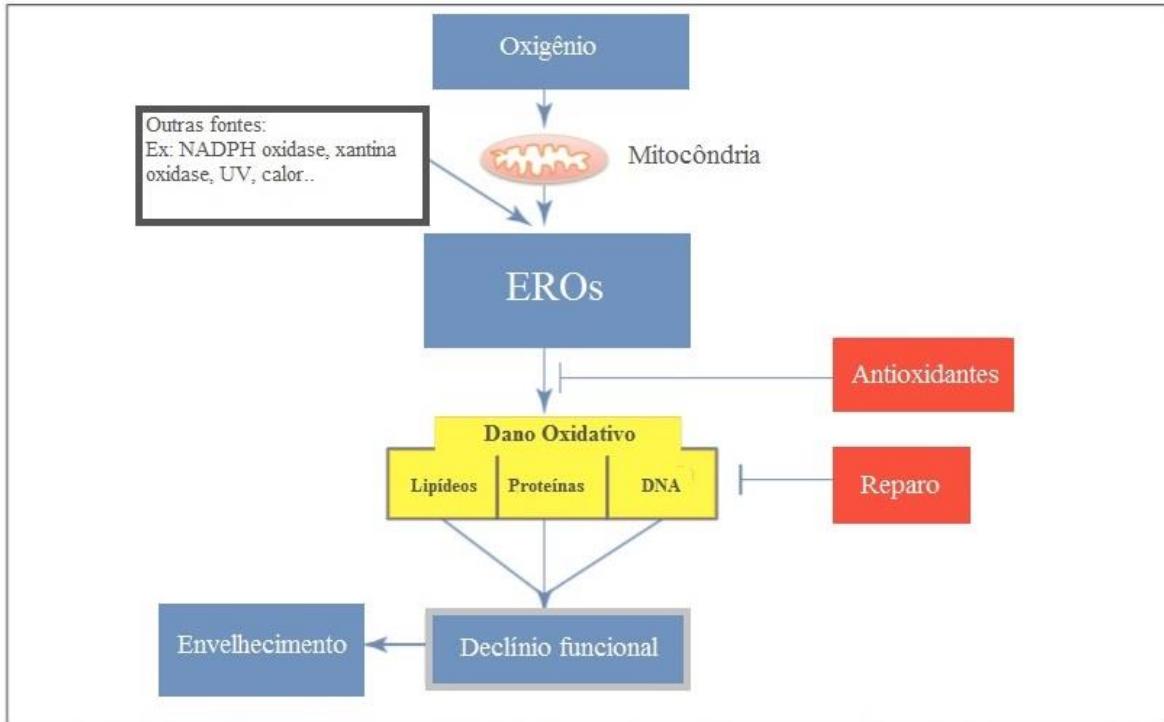 Oxigênio
Outras fontes:
Ex: NADPH oxidase, xantina
oxidase, UV, calor..
Mitocôndria
EROs
Antioxidantes
Dano Oxidativo
Lipídeos
Proteínas
DNA
Reparo
Envelhecimento
Declínio funcional